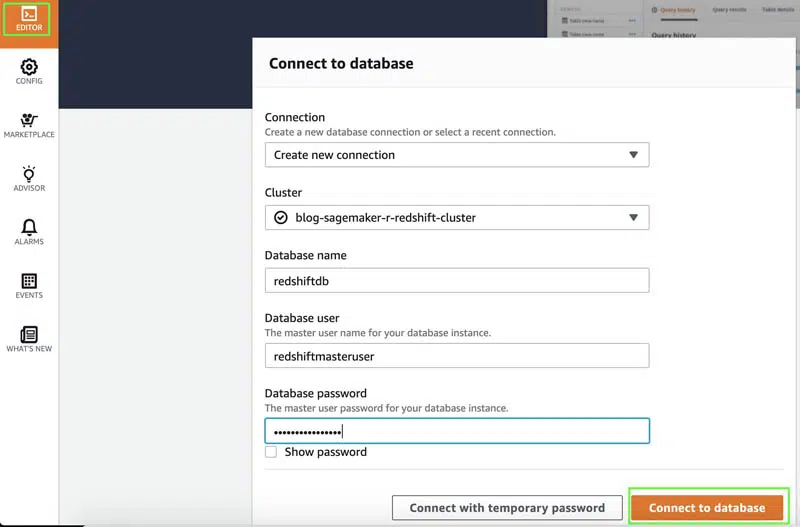 EDITOR
CONFIG
MARKETPLACE
ADVISOR
ALARMS
EVENTS
WHAT'S NEW
Query history
Query results
Table details
Query history
Connect to database
Connection
Create a new database connection or select a recent connection.
Create new connection
Cluster
blog-sagemaker-r-redshift-cluster
Database name
redshiftdb
Database user
The master user name for your database instance.
redshiftmasteruser
Database password
The master user password for your database instance.
•••••••••••••••
Show password
Connect with temporary password
Connect to database